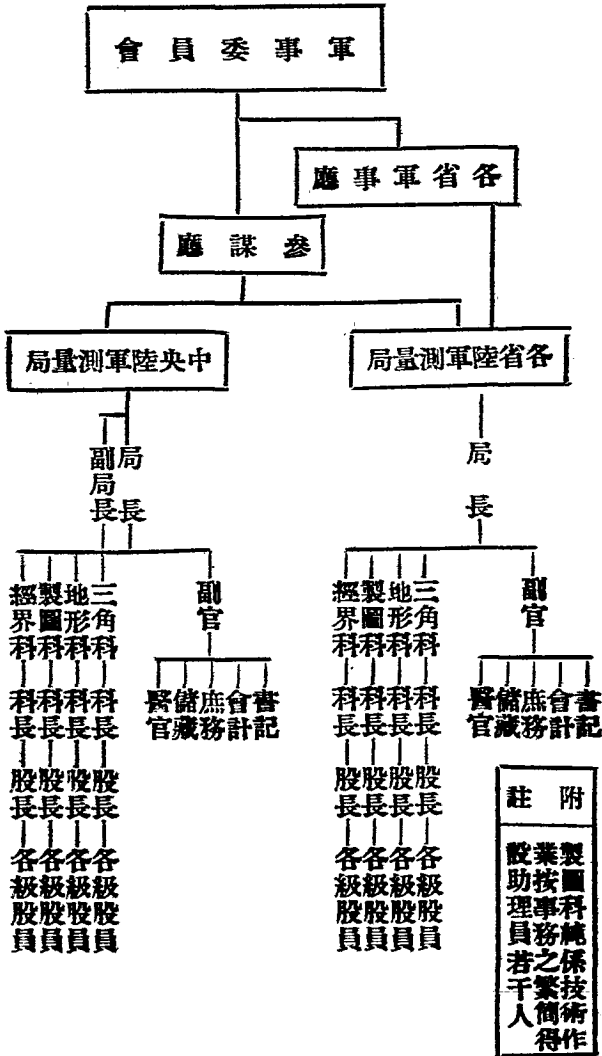 軍事委員會
各省軍事廳
參謀廳
各省陸軍測量局
中央陸軍測量局
局長
副官
書記
會計
庶務
儲藏
醫官
三角科 科長 股長 各級股員
地形科 科長 股長 各級股員
製圖科 科長 股長 各級股員
經界科 科長 股長 各級股員
局長
副局長
副官
書記
會計
庶務
儲藏
醫官
三角科 科長 股長 各級股員
地形科 科長 股長 各級股員
製圖科 科長 股長 各級股員
經界科 科長 股長 各級股員
附註
製圖科純係技術作
業按事務之繁簡得
設助理員若干人